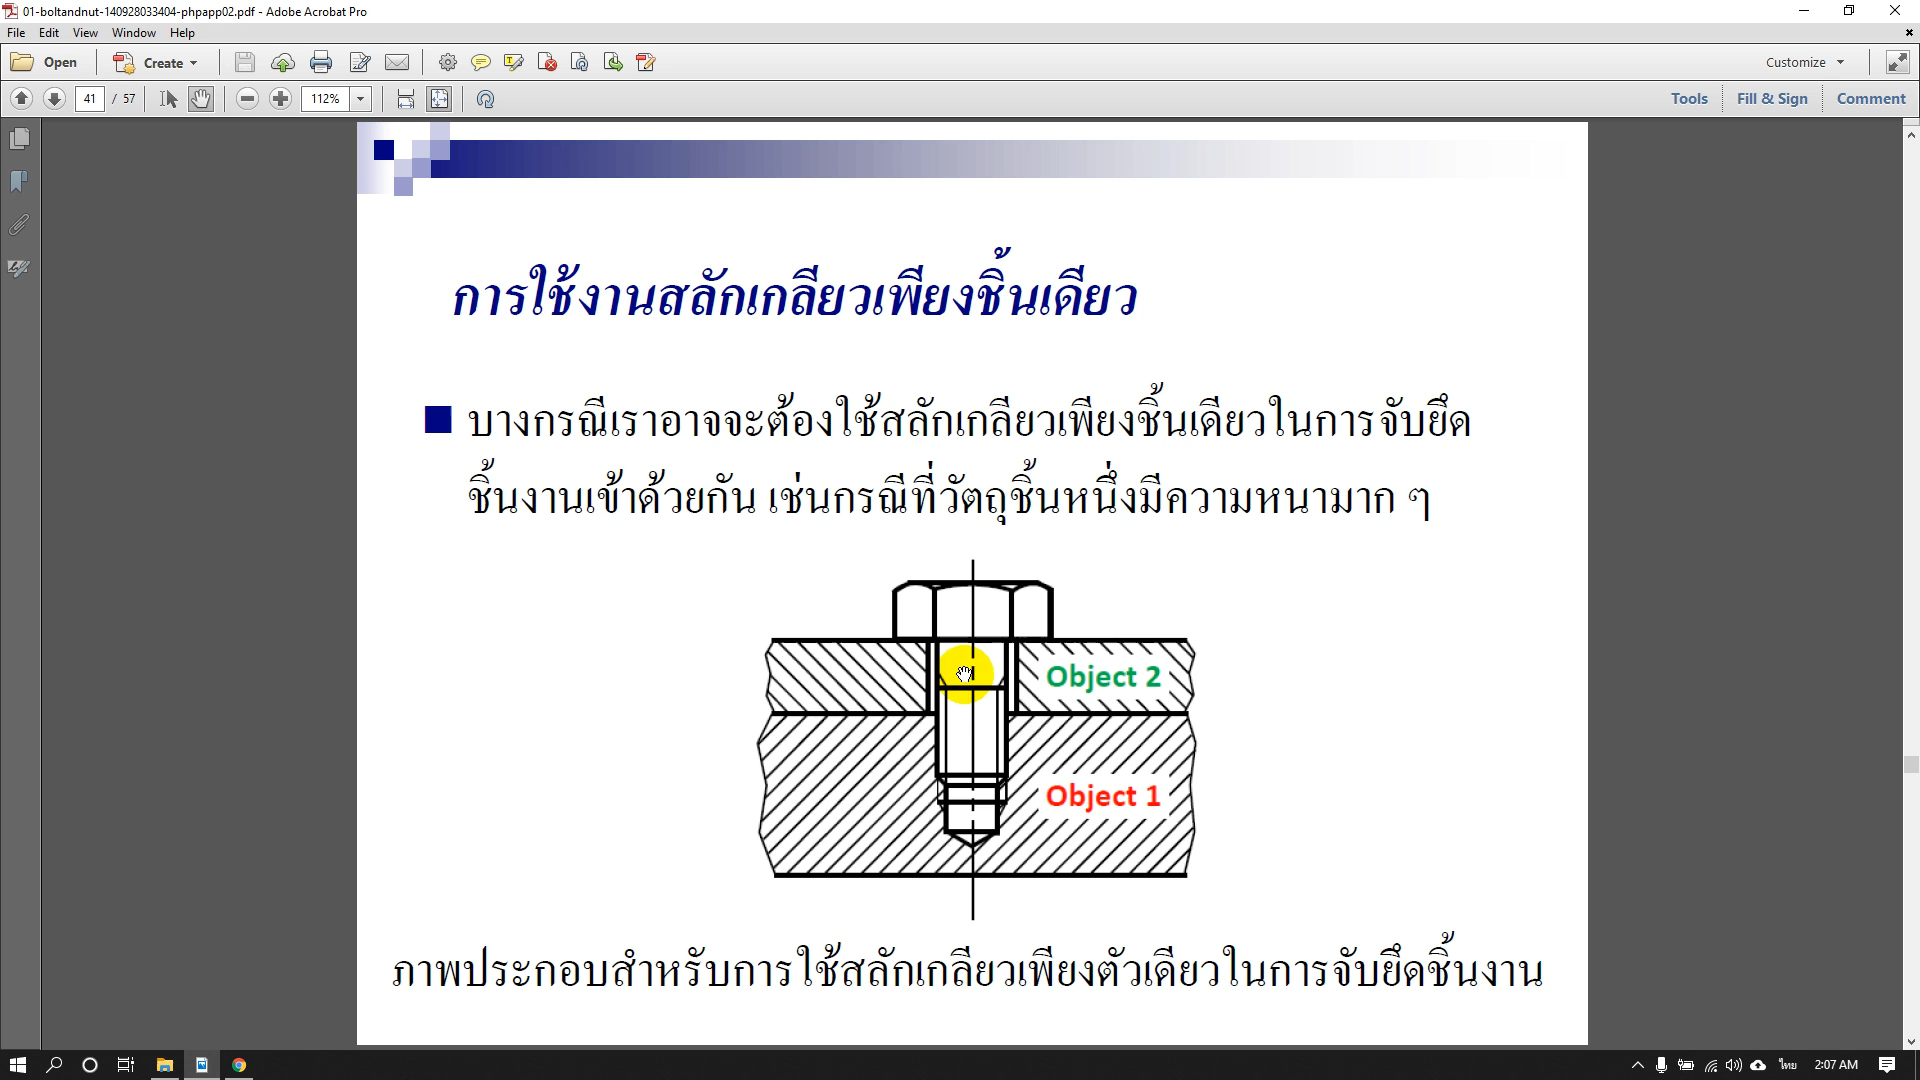 01-boltandnut-140928033404-phpapp02.pdf - Adobe Acrobat Pro
File Edit View Window Help
Open Create Customize
41 / 57 112% Tools Fill & Sign Comment
การใช้งานสลักเกลียวเพียงชิ้นเดียว
บางกรณีเราอาจจะต้องใช้สลักเกลียวเพียงชิ้นเดียวในการจับยึด
ชิ้นงานเข้าด้วยกัน เช่นกรณีที่วัตถุชิ้นหนึ่งมีความหนามาก ๆ
Object 2
Object 1
ภาพประกอบสำหรับการใช้สลักเกลียวเพียงตัวเดียวในการจับยึดชิ้นงาน
ไทย 2:07 AM